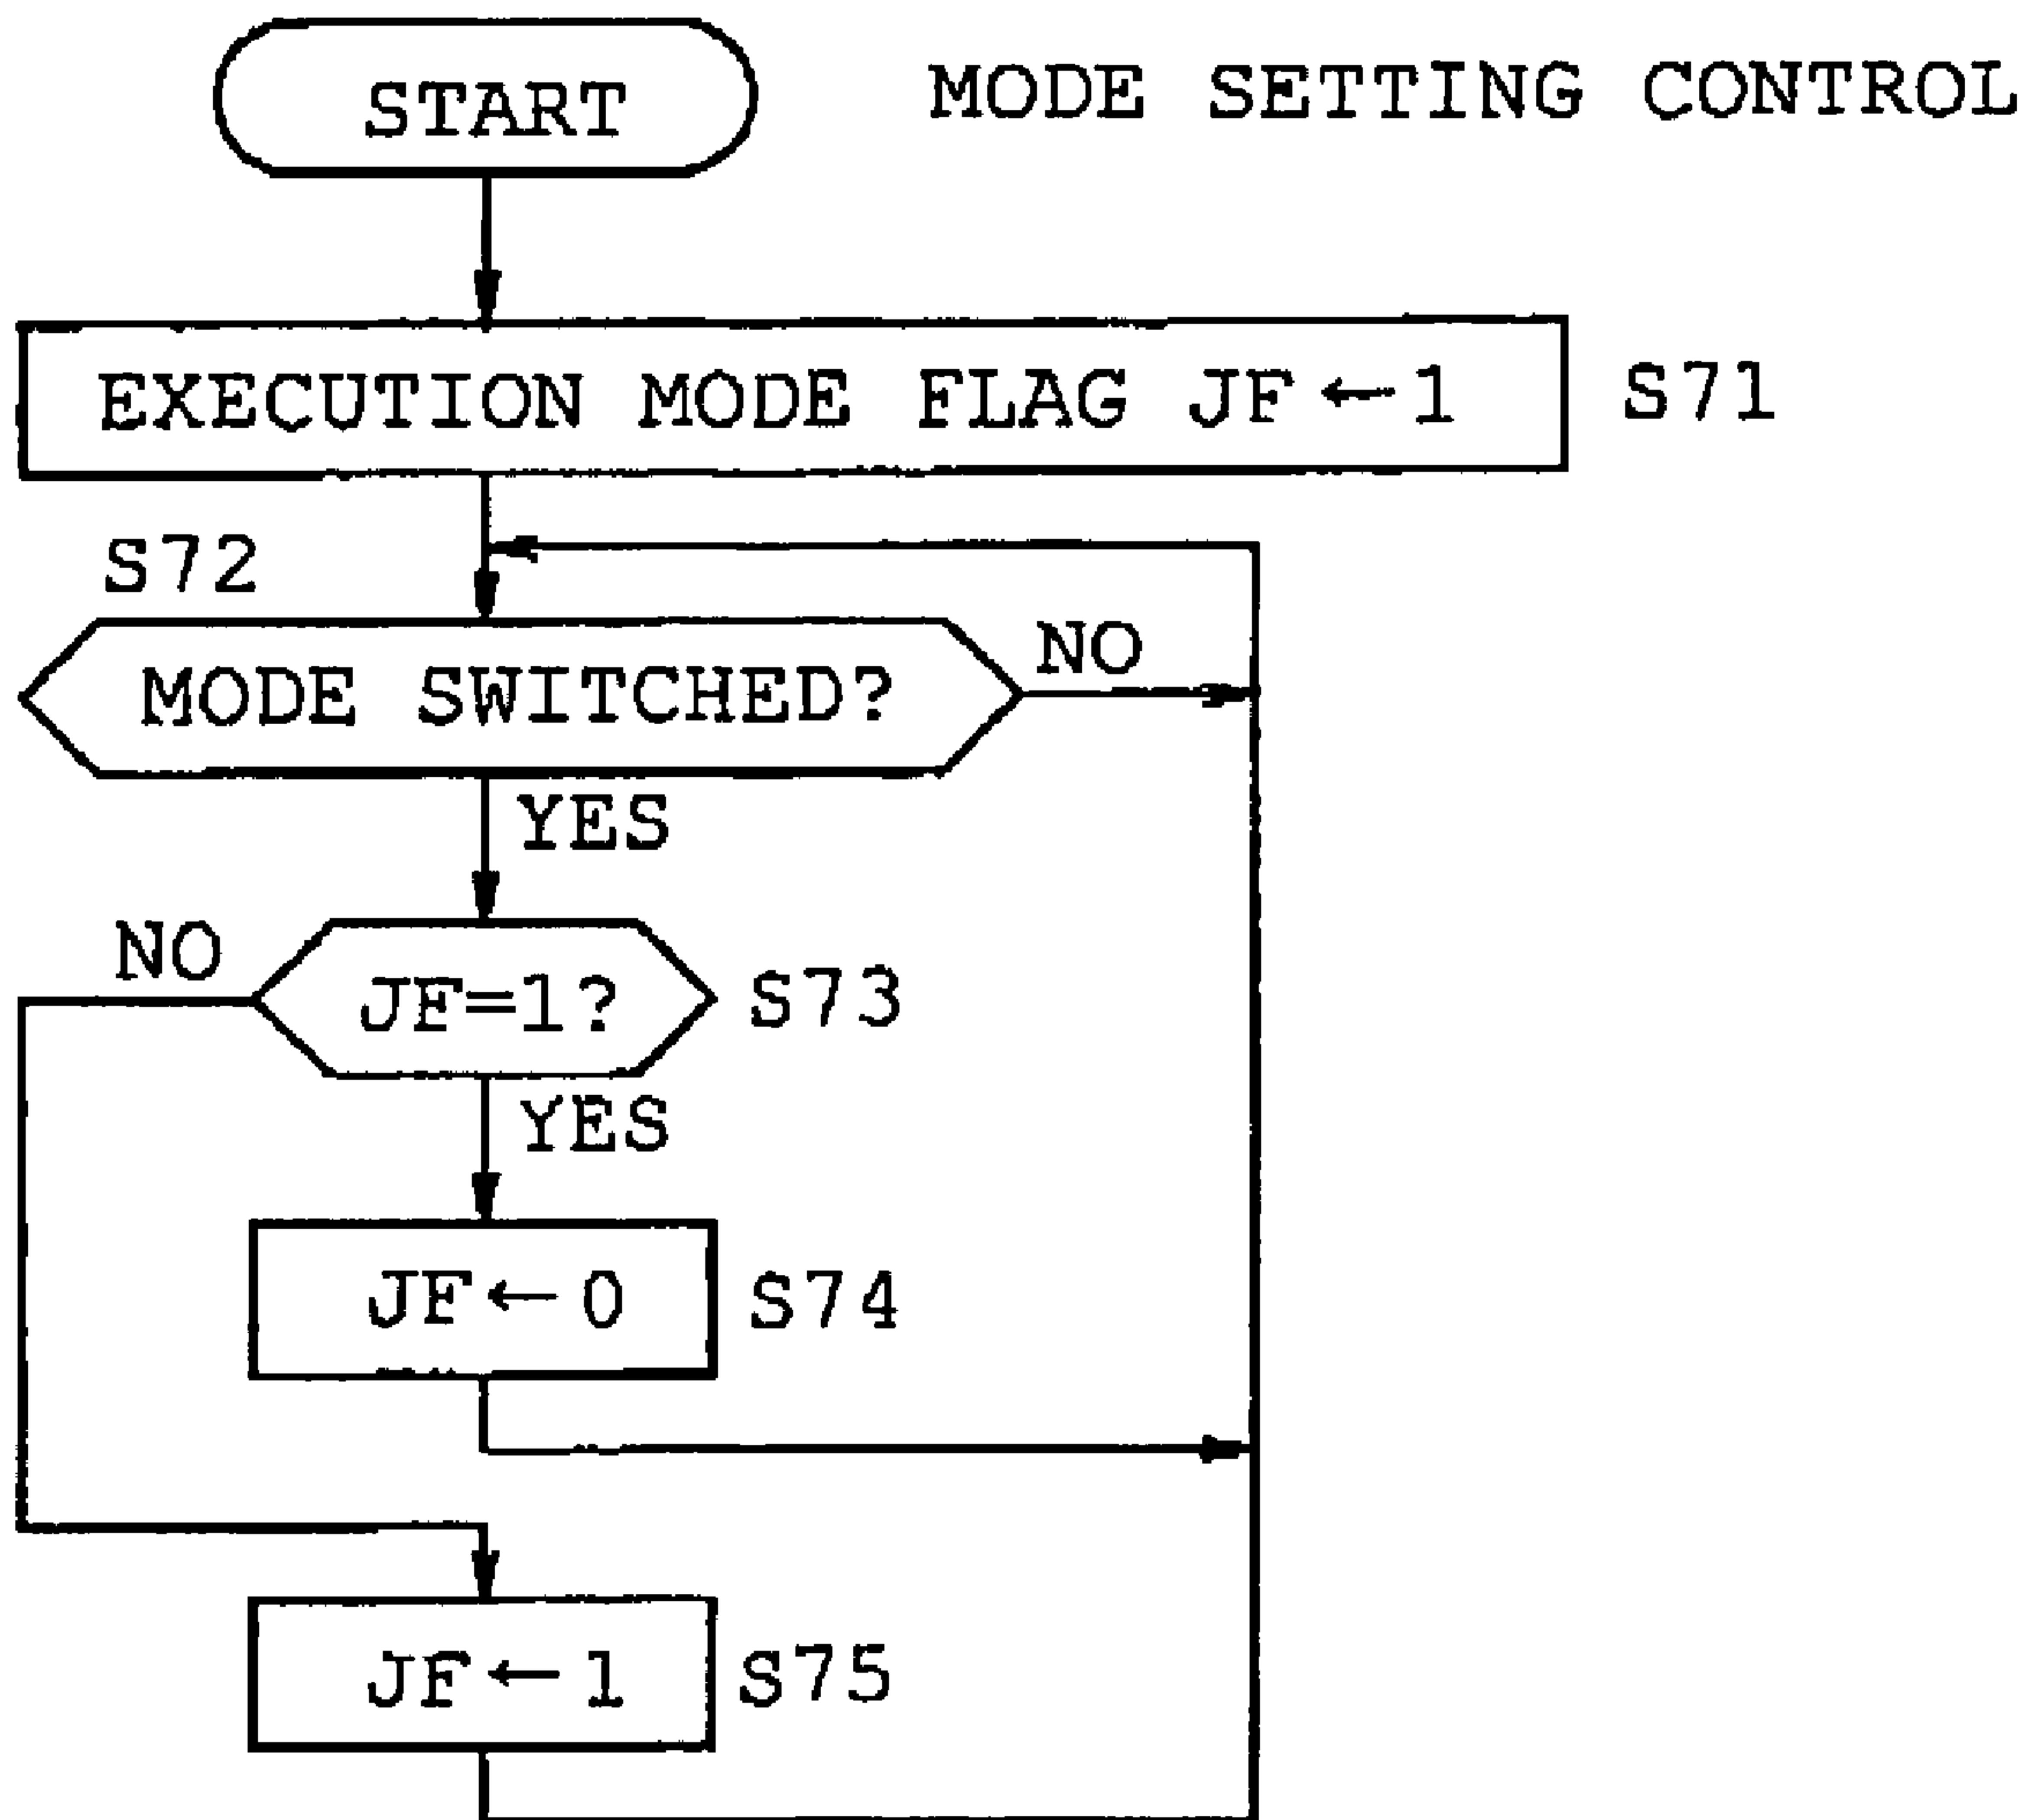 START
MODE SETTING CONTROL
EXECUTION MODE FLAG JF←1
S71
S72
MODE SWITCHED?
NO
YES
NO
JF=1?
S73
YES
JF←0
S74
JF←1
S75